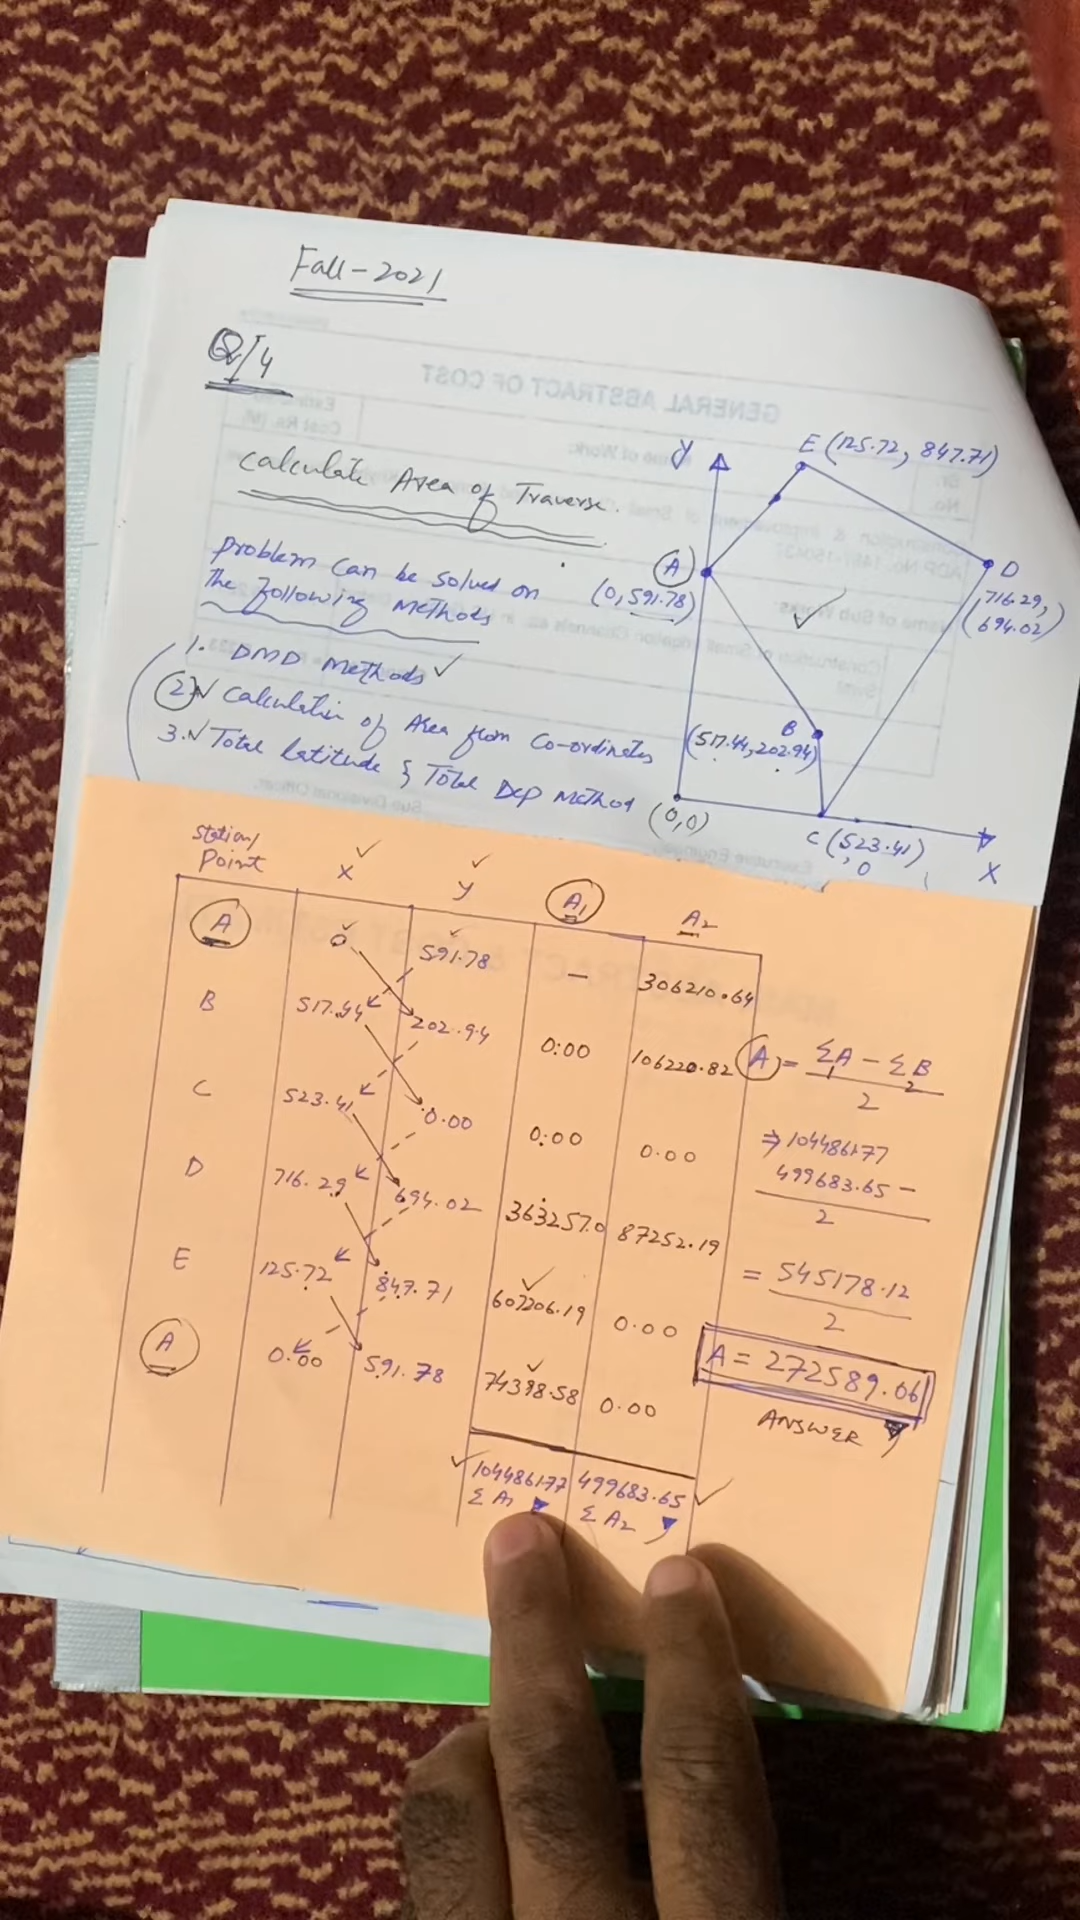 Fall-2021
Q/4
GENERAL ABSTRACT OF COST
Calculate Area of Traverse.
problem can be solved on
the following methods
1. DMD Methods ✓
2 ✓ Calculation of Area from Co-ordinates
3. ✓ Total Latitude & Total Dep Method
y
E (125.72, 847.71)
A
(0, 591.78)
D
(716.29,
694.02)
B
(517.44, 202.94)
(0,0)
C (523.41)
, 0
X
Station/
Point
x
y
A1
A2
A 0 591.78 — 306210.64
B 517.44 202.94 0:00 106220.82
C 523.41 0.00 0:00 0.00
D 716.29 694.02 363257.0 87252.19
E 125.72 847.71 607206.19 0.00
A 0.00 591.78 74398.58 0.00
1044861.77 499683.65
Σ A1 Σ A2
A = Σ1A - Σ2B
2
⇒ 1044861.77
499683.65 —
2
= 545178.12
2
A = 272589.06
ANSWER